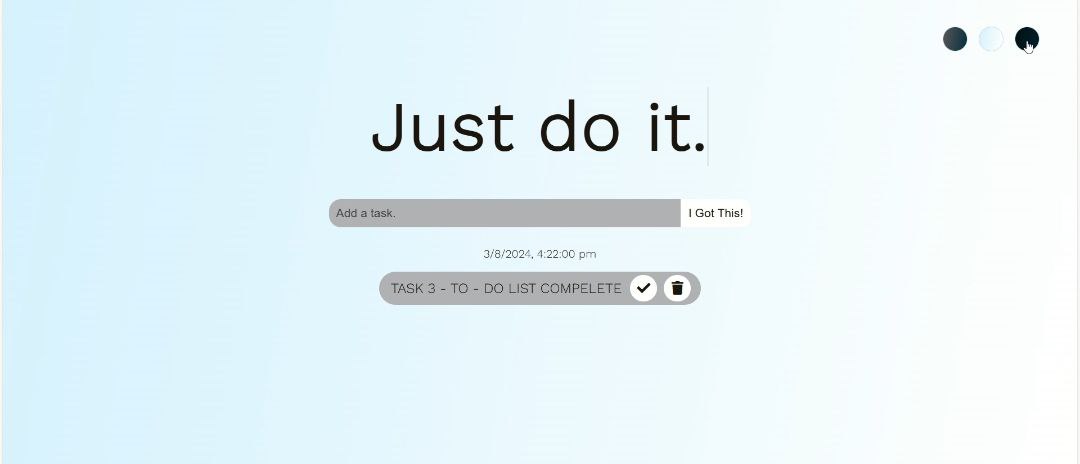 Just do it.
Add a task.
I Got This!
3/8/2024, 4:22:00 pm
TASK 3 - TO - DO LIST COMPELETE